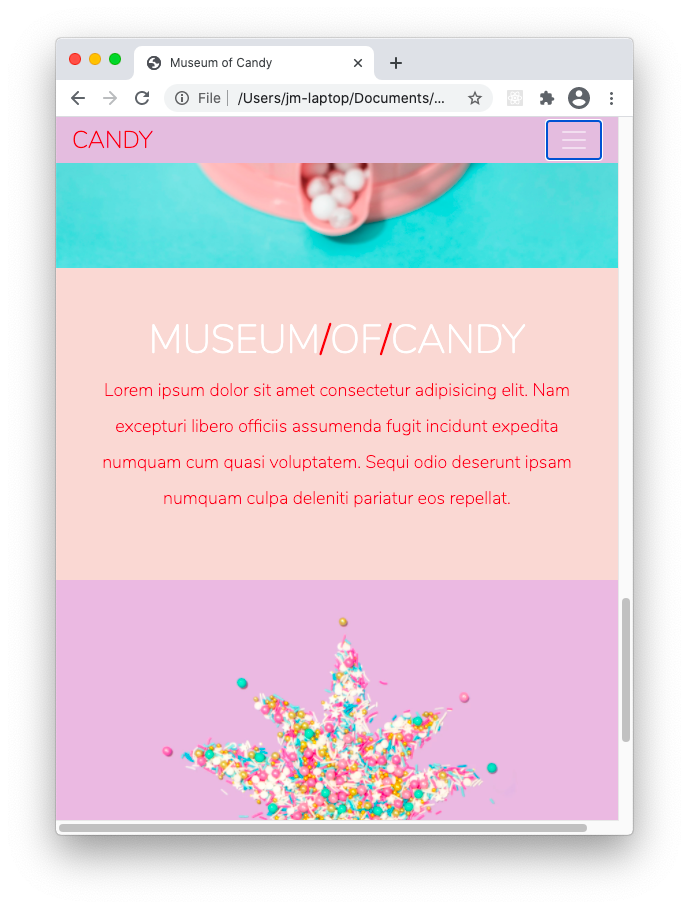 Museum of Candy
File | /Users/jm-laptop/Documents/...
CANDY
MUSEUM/OF/CANDY
Lorem ipsum dolor sit amet consectetur adipisicing elit. Nam
excepturi libero officiis assumenda fugit incidunt expedita
numquam cum quasi voluptatem. Sequi odio deserunt ipsam
numquam culpa deleniti pariatur eos repellat.